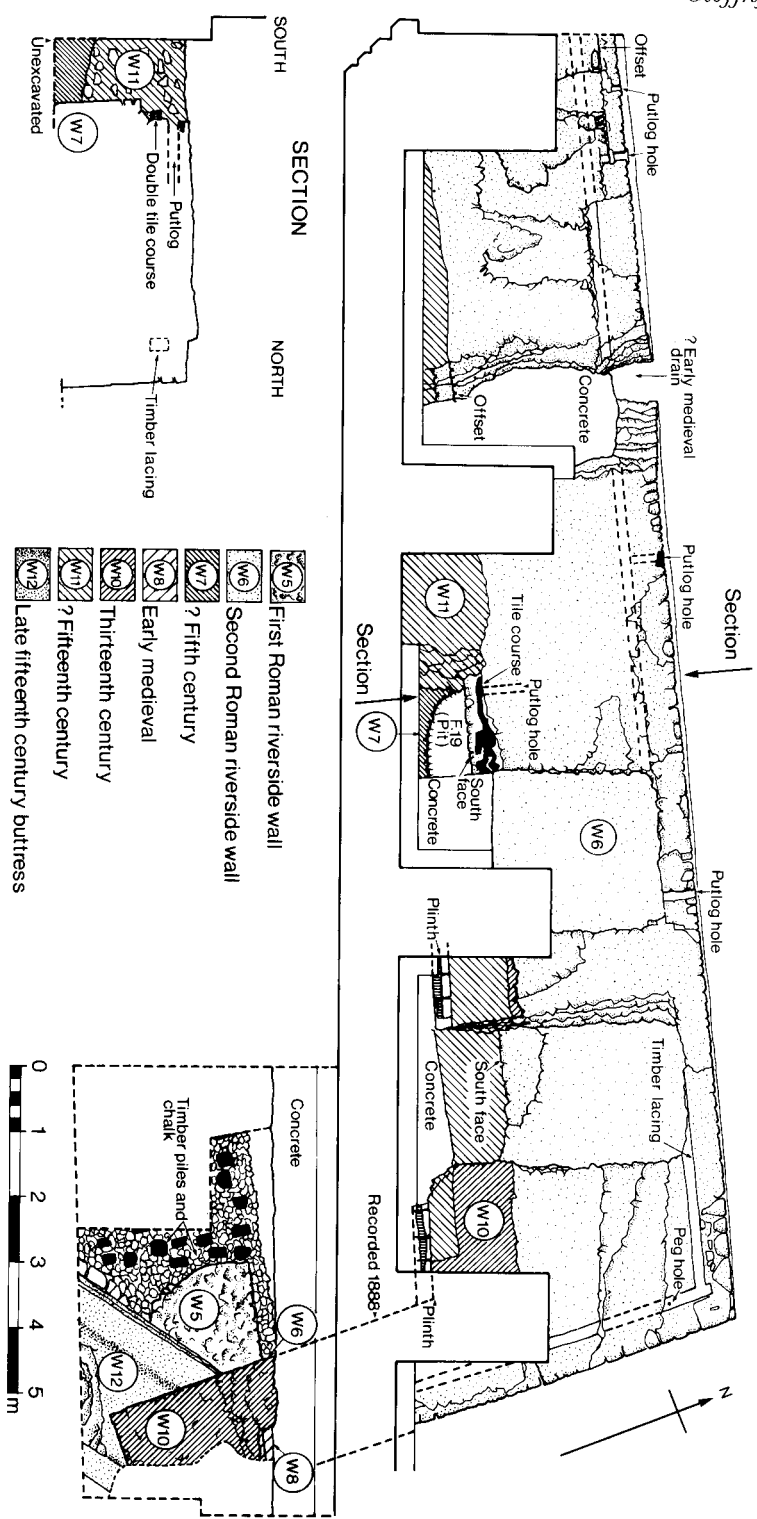 Offset
Putlog hole
? Early medieval
drain
Concrete
Offset
Putlog hole
Section
Putlog hole
Tile course
Putlog hole
F19
(Pit)
South
face
Concrete
W11
Section
W7
W6
Plinth
Concrete
South face
Timber lacing
Peg hole
W10
Plinth
Recorded 1888
N
SOUTH
SECTION
NORTH
W11
W7
Unexcavated
Putlog
Double tile course
Timber lacing
W5 First Roman riverside wall
W6 Second Roman riverside wall
W7 ? Fifth century
W8 Early medieval
W10 Thirteenth century
W11 ? Fifteenth century
W12 Late fifteenth century buttress
Concrete
Timber piles and
chalk
W6
W5
W12
W10
W8
0 1 2 3 4 5
m